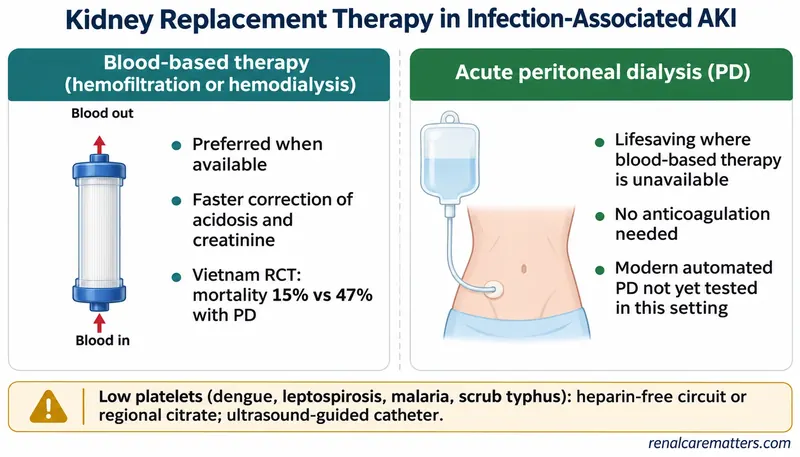 Kidney Replacement Therapy in Infection-Associated AKI
Blood-based therapy
(hemofiltration or hemodialysis)
Blood out
Preferred when
available
Faster correction of
acidosis and
creatinine
Vietnam RCT:
mortality 15% vs 47%
with PD
Blood in
Acute peritoneal dialysis (PD)
Lifesaving where
blood-based therapy
is unavailable
No anticoagulation
needed
Modern automated
PD not yet tested
in this setting
Low platelets (dengue, leptospirosis, malaria, scrub typhus): heparin-free circuit or
regional citrate; ultrasound-guided catheter.
renalcarematters.com